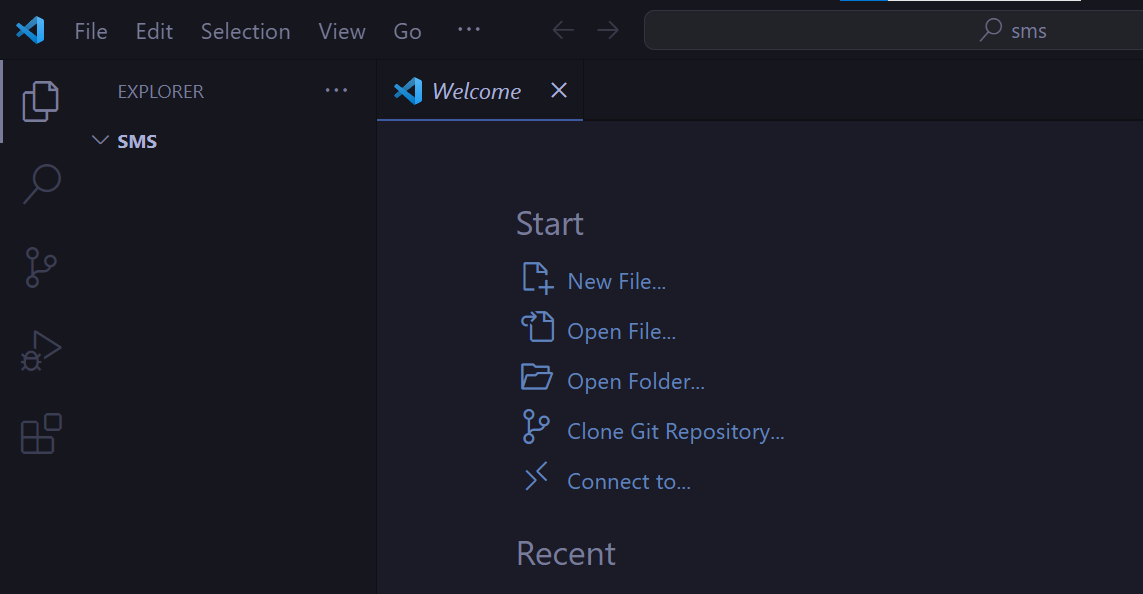 File Edit Selection View Go ··· sms
EXPLORER ···
SMS
Welcome
Start
New File...
Open File...
Open Folder...
Clone Git Repository...
Connect to...
Recent